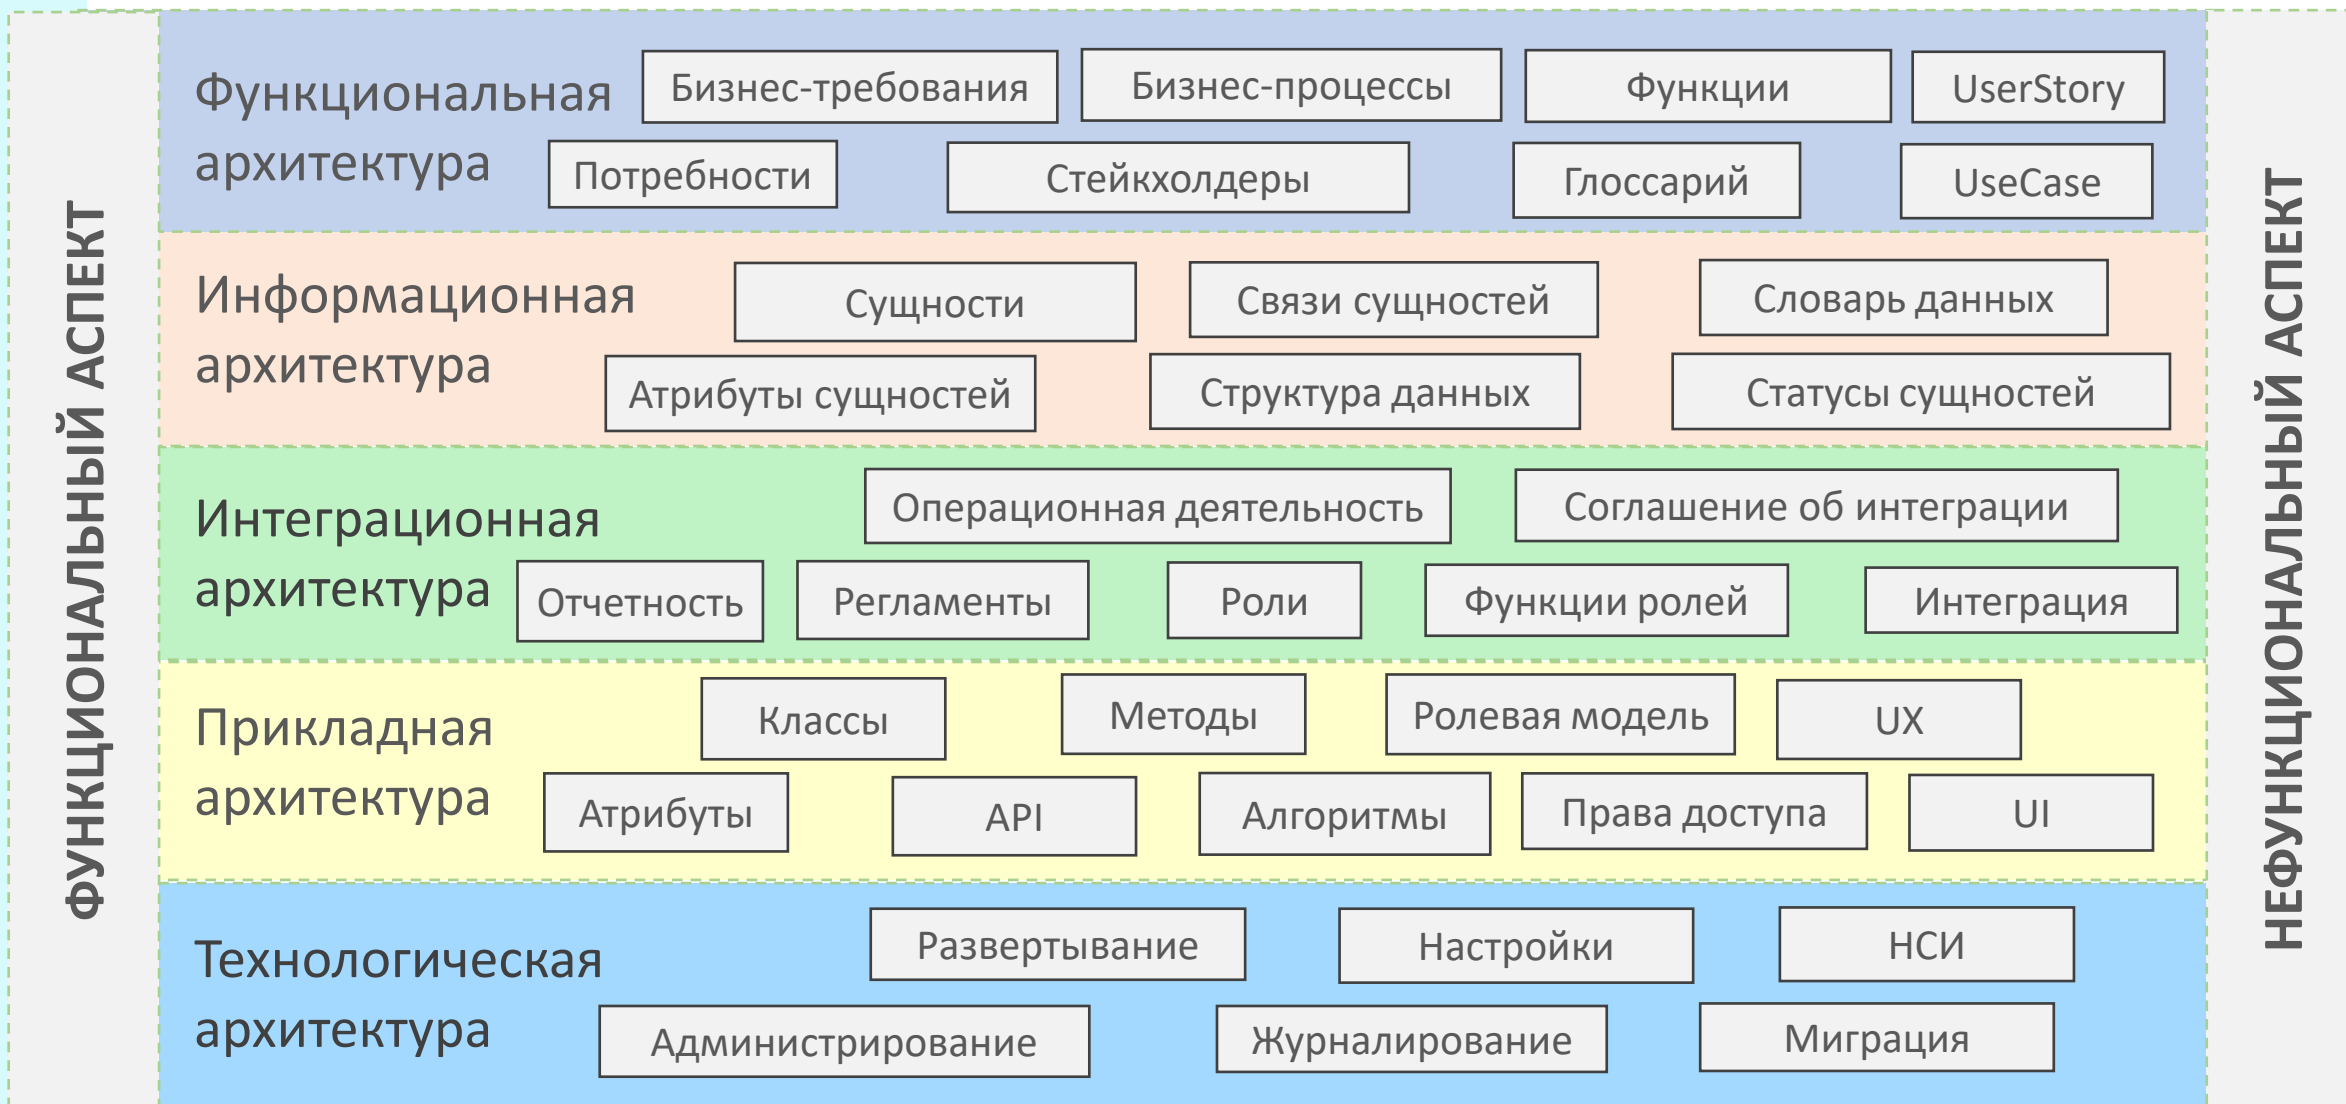 ФУНКЦИОНАЛЬНЫЙ АСПЕКТ
Функциональная
архитектура
Бизнес-требования
Бизнес-процессы
Функции
UserStory
Потребности
Стейкхолдеры
Глоссарий
UseCase
Информационная
архитектура
Сущности
Связи сущностей
Словарь данных
Атрибуты сущностей
Структура данных
Статусы сущностей
Интеграционная
архитектура
Операционная деятельность
Соглашение об интеграции
Отчетность
Регламенты
Роли
Функции ролей
Интеграция
Прикладная
архитектура
Классы
Методы
Ролевая модель
UX
Атрибуты
API
Алгоритмы
Права доступа
UI
Технологическая
архитектура
Развертывание
Настройки
НСИ
Администрирование
Журналирование
Миграция
НЕФУНКЦИОНАЛЬНЫЙ АСПЕКТ